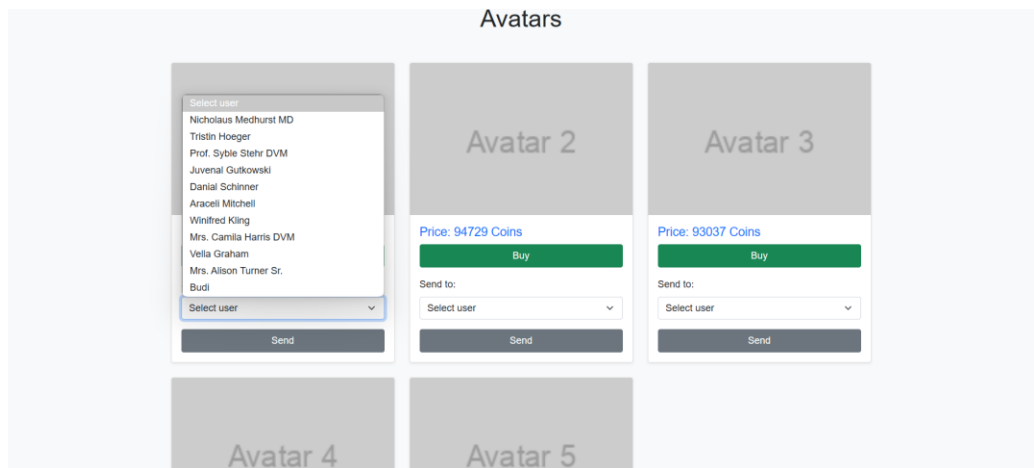 Avatars
Select user
Nicholaus Medhurst MD
Tristin Hoeger
Prof. Syble Stehr DVM
Juvenal Gutkowski
Danial Schinner
Araceli Mitchell
Winifred Kling
Mrs. Camila Harris DVM
Vella Graham
Mrs. Alison Turner Sr.
Budi
Select user
Send
Avatar 2
Price: 94729 Coins
Buy
Send to:
Select user
Send
Avatar 3
Price: 93037 Coins
Buy
Send to:
Select user
Send
Avatar 4
Avatar 5